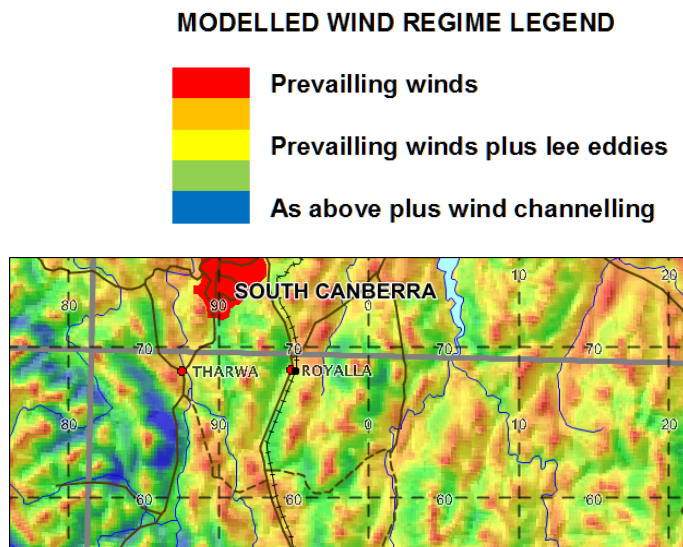 MODELLED WIND REGIME LEGEND
Prevailling winds
Prevailling winds plus lee eddies
As above plus wind channelling
SOUTH CANBERRA
80 90 0 10 20
70 70 70 70
THARWA ROYALLA
80 90 0 10 20
60 60 60 60